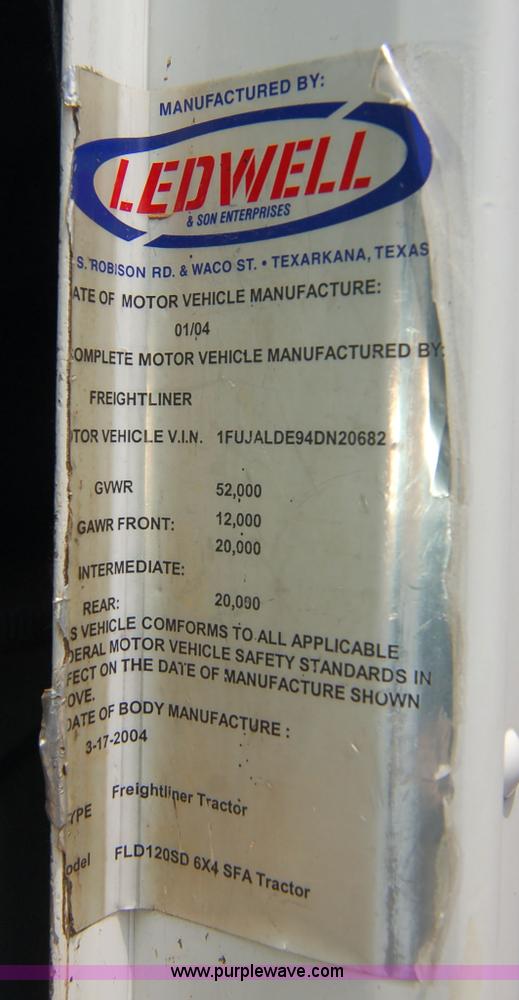 MANUFACTURED BY:
LEDWELL
& SON ENTERPRISES
S. ROBISON RD. & WACO ST. • TEXARKANA, TEXAS
ATE OF MOTOR VEHICLE MANUFACTURE:
01/04
OMPLETE MOTOR VEHICLE MANUFACTURED BY:
FREIGHTLINER
TOR VEHICLE V.I.N. 1FUJALDE94DN20682
GVWR 52,000
GAWR FRONT: 12,000
20,000
INTERMEDIATE:
REAR: 20,000
S VEHICLE COMFORMS TO ALL APPLICABLE
DERAL MOTOR VEHICLE SAFETY STANDARDS IN
FECT ON THE DATE OF MANUFACTURE SHOWN
OVE.
DATE OF BODY MANUFACTURE :
3-17-2004
YPE Freightliner Tractor
odel FLD120SD 6X4 SFA Tractor
www.purplewave.com